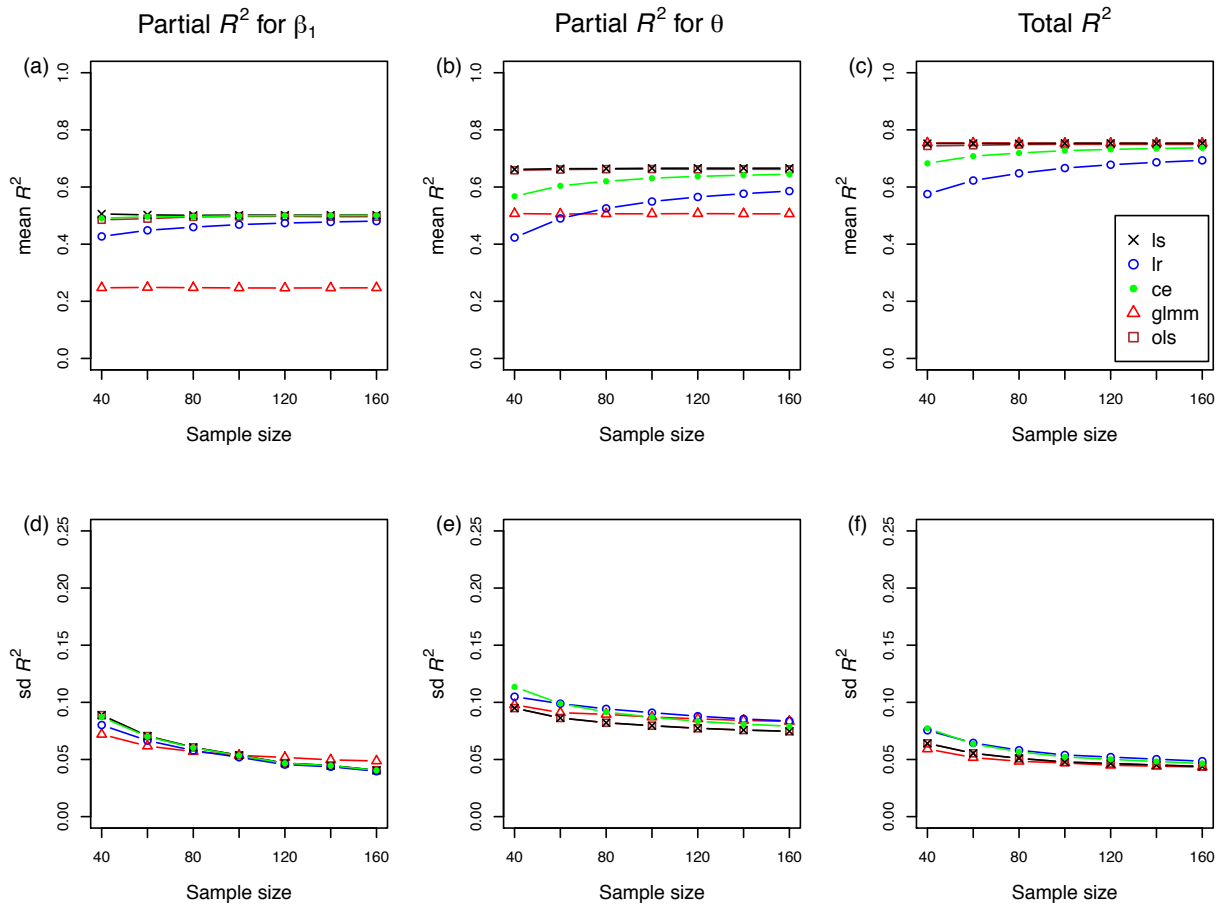 Partial R² for β₁
Partial R² for θ
Total R²
(a)
mean R²
0.0 0.2 0.4 0.6 0.8 1.0
40 80 120 160
Sample size
(b)
mean R²
0.0 0.2 0.4 0.6 0.8 1.0
40 80 120 160
Sample size
(c)
mean R²
0.0 0.2 0.4 0.6 0.8 1.0
ls
lr
ce
glmm
ols
40 80 120 160
Sample size
(d)
sd R²
0.00 0.05 0.10 0.15 0.20 0.25
40 80 120 160
Sample size
(e)
sd R²
0.00 0.05 0.10 0.15 0.20 0.25
40 80 120 160
Sample size
(f)
sd R²
0.00 0.05 0.10 0.15 0.20 0.25
40 80 120 160
Sample size